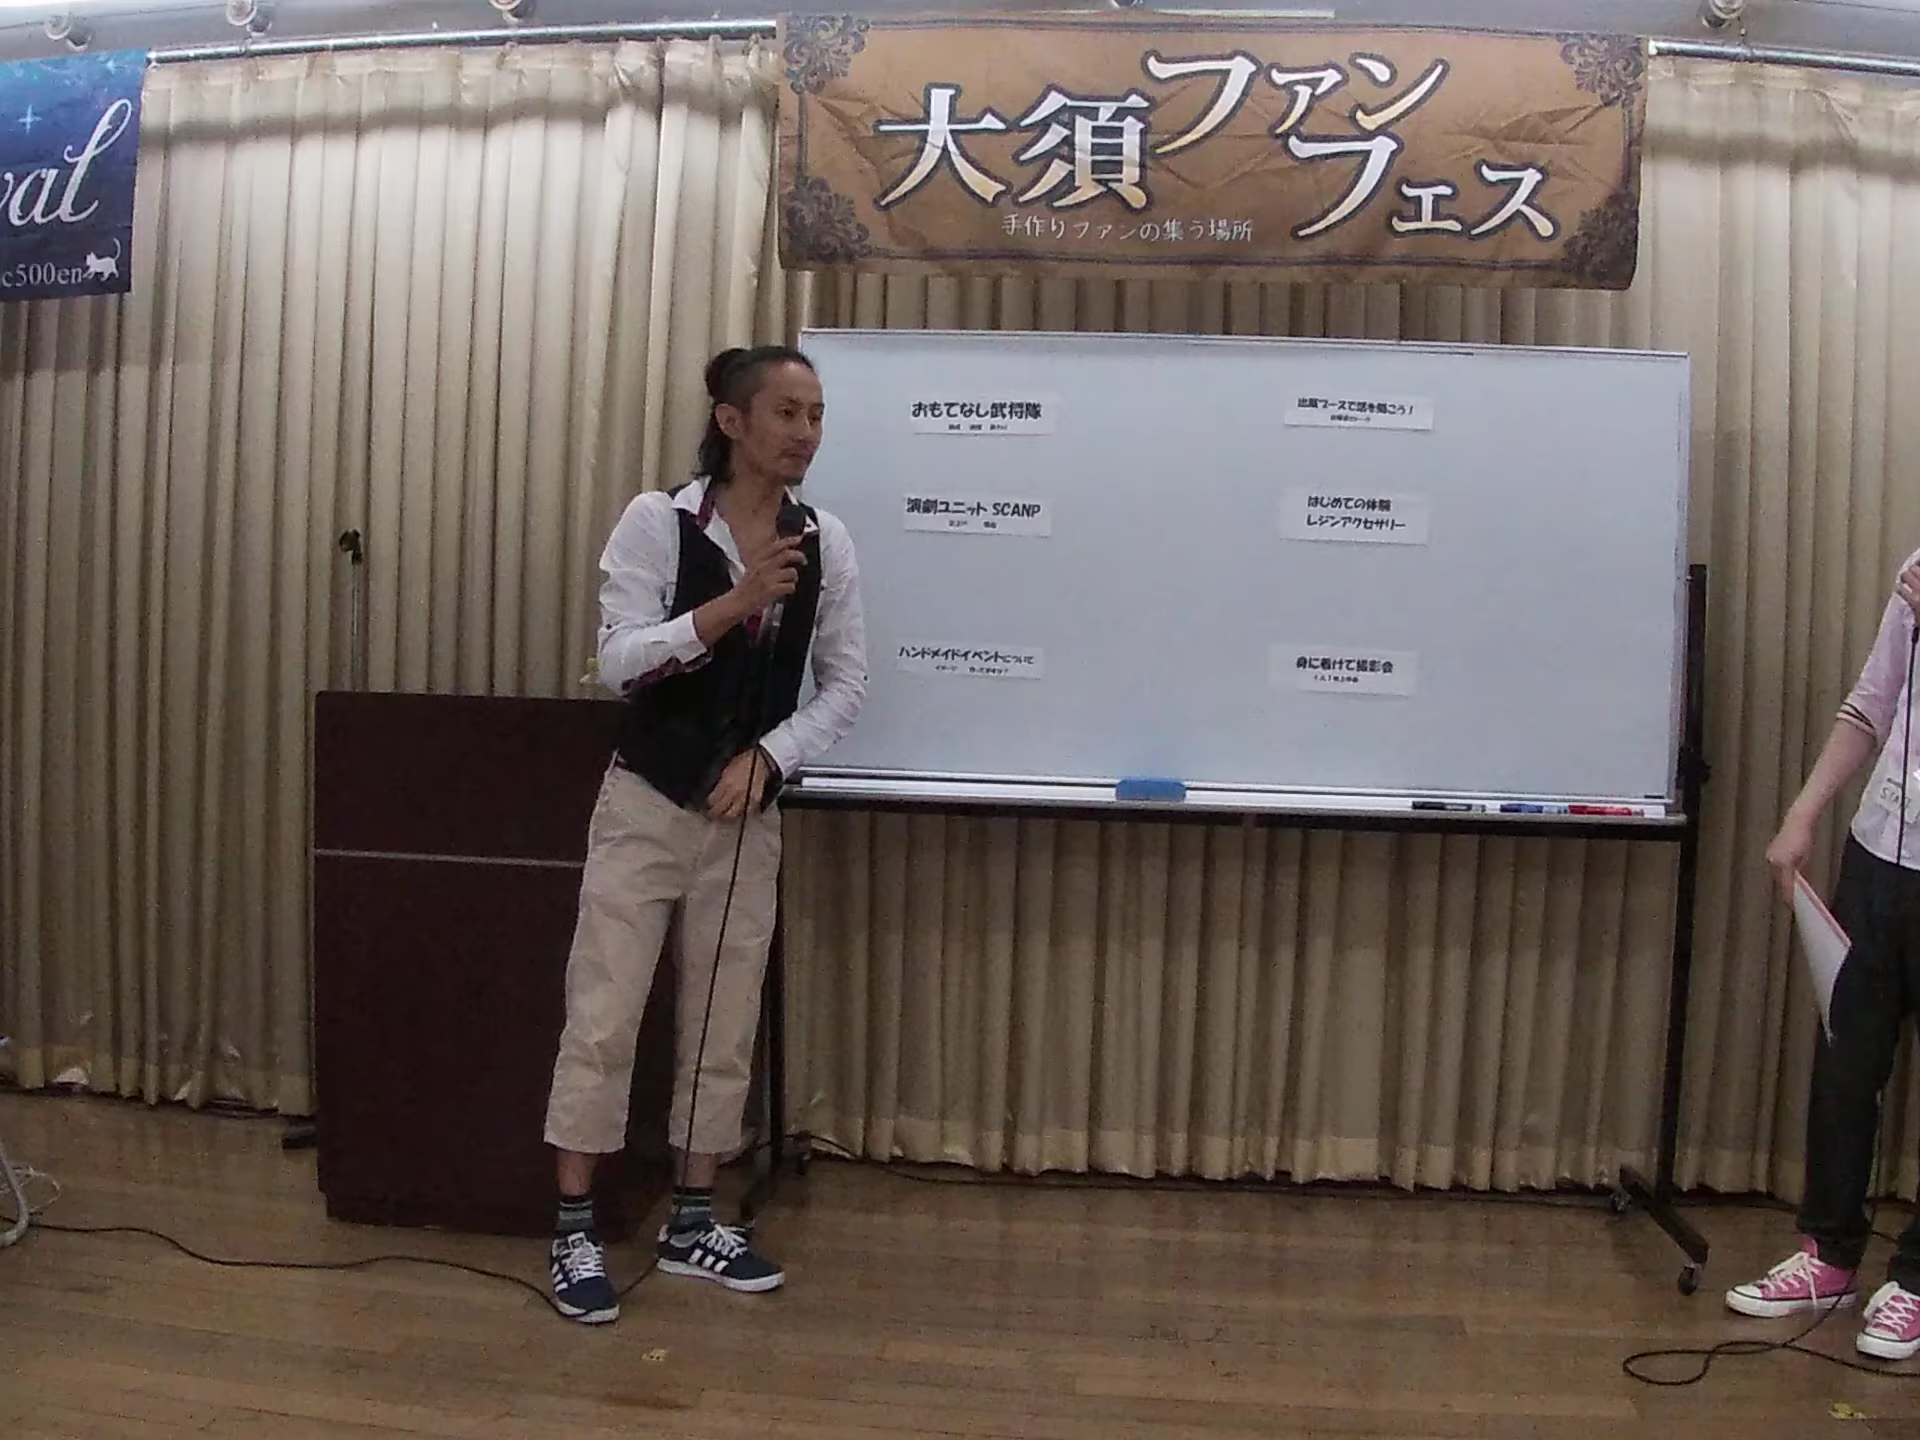 val
c500en
大須ファン
フェス
手作りファンの集う場所
おもてなし武将隊
演劇ユニット SCANP
ハンドメイドイベントについて
出展ブースで話を聞こう！
はじめての体験
レジンアクセサリー
身に着けて撮影会